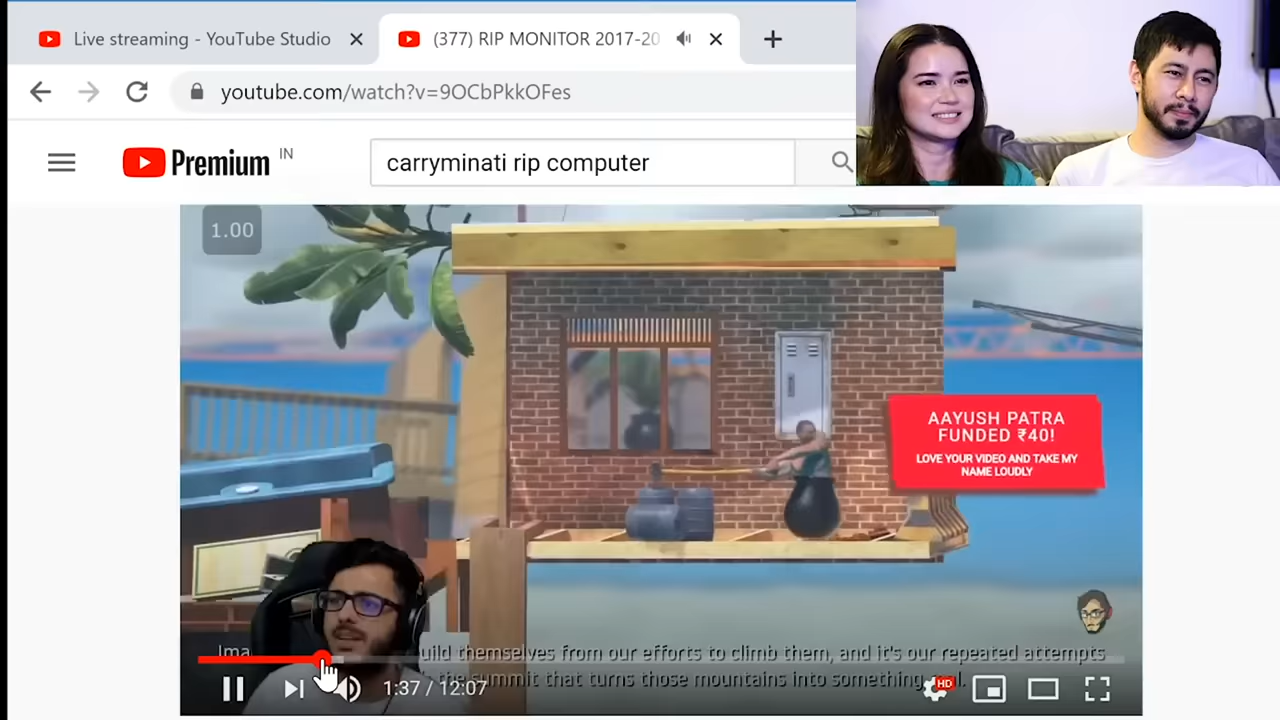 Live streaming - YouTube Studio
(377) RIP MONITOR 2017-20
youtube.com/watch?v=9OCbPkkOFes
Premium IN
carryminati rip computer
1.00
AAYUSH PATRA
FUNDED ₹40!
LOVE YOUR VIDEO AND TAKE MY
NAME LOUDLY
themselves from our efforts to climb them, and it's our repeated attempts
the summit that turns those mountains into something
1:37 / 12:07
HD